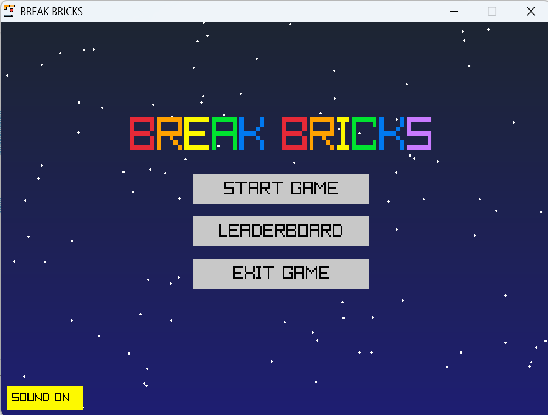 BREAK BRICKS
BREAK BRICKS
START GAME
LEADERBOARD
EXIT GAME
SOUND ON